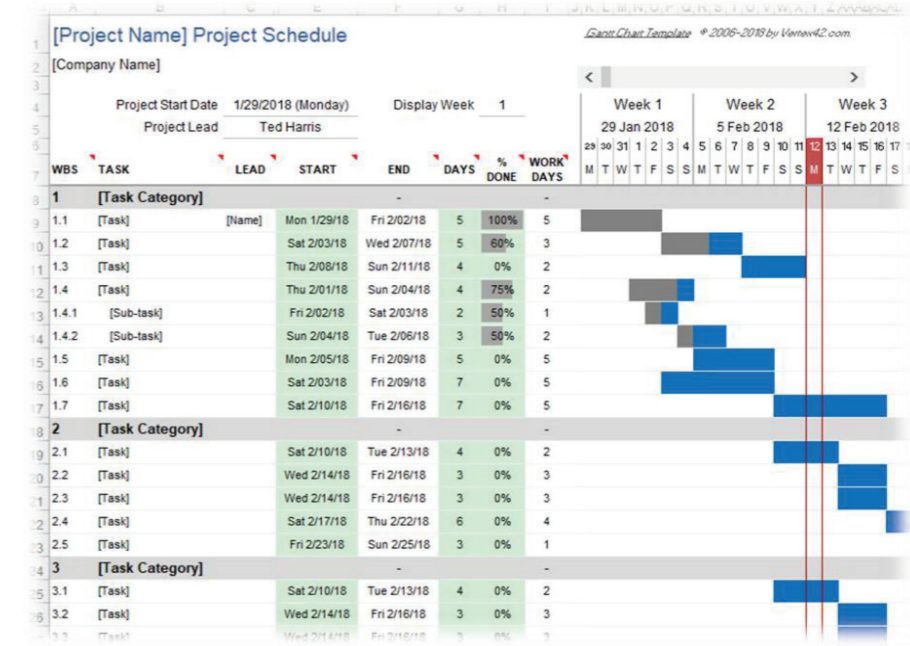 [Project Name] Project Schedule
Gantt Chart Template © 2006-2018 by Vertex42.com.
[Company Name]
< >
Project Start Date 1/29/2018 (Monday) Display Week 1 Week 1 Week 2 Week 3
Project Lead Ted Harris 29 Jan 2018 5 Feb 2018 12 Feb 2018
29 30 31 1 2 3 4 5 6 7 8 9 10 11 12 13 14 15 16 17
WBS TASK LEAD START END DAYS % DONE WORK DAYS M T W T F S S M T W T F S S M T W T F S
1 [Task Category] - -
1.1 [Task] [Name] Mon 1/29/18 Fri 2/02/18 5 100% 5
1.2 [Task] Sat 2/03/18 Wed 2/07/18 5 60% 3
1.3 [Task] Thu 2/08/18 Sun 2/11/18 4 0% 2
1.4 [Task] Thu 2/01/18 Sun 2/04/18 4 75% 2
1.4.1 [Sub-task] Fri 2/02/18 Sat 2/03/18 2 50% 1
1.4.2 [Sub-task] Sun 2/04/18 Tue 2/06/18 3 50% 2
1.5 [Task] Mon 2/05/18 Fri 2/09/18 5 0% 5
1.6 [Task] Sat 2/03/18 Fri 2/09/18 7 0% 5
1.7 [Task] Sat 2/10/18 Fri 2/16/18 7 0% 5
2 [Task Category] - -
2.1 [Task] Sat 2/10/18 Tue 2/13/18 4 0% 2
2.2 [Task] Wed 2/14/18 Fri 2/16/18 3 0% 3
2.3 [Task] Wed 2/14/18 Fri 2/16/18 3 0% 3
2.4 [Task] Sat 2/17/18 Thu 2/22/18 6 0% 4
2.5 [Task] Fri 2/23/18 Sun 2/25/18 3 0% 1
3 [Task Category] - -
3.1 [Task] Sat 2/10/18 Tue 2/13/18 4 0% 2
3.2 [Task] Wed 2/14/18 Fri 2/16/18 3 0% 3
3.3 [Task] Wed 2/14/18 Fri 2/16/18 3 0% 3